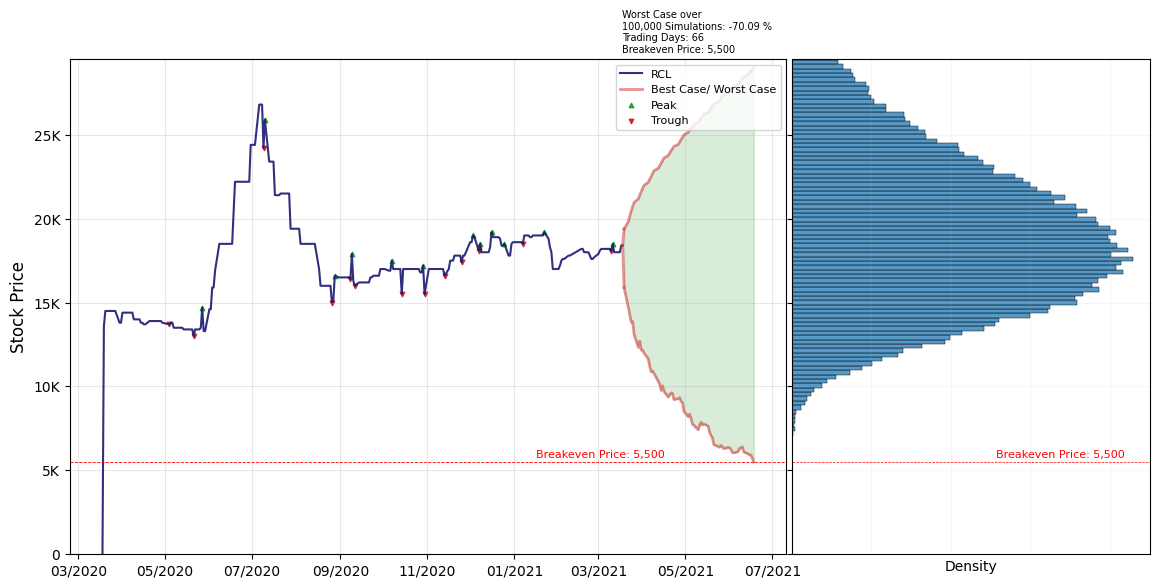 Worst Case over
100,000 Simulations: -70.09 %
Trading Days: 66
Breakeven Price: 5,500
RCL
Best Case/ Worst Case
Peak
Trough
Stock Price
25K
20K
15K
10K
5K
0
Breakeven Price: 5,500
Breakeven Price: 5,500
03/2020 05/2020 07/2020 09/2020 11/2020 01/2021 03/2021 05/2021 07/2021
Density